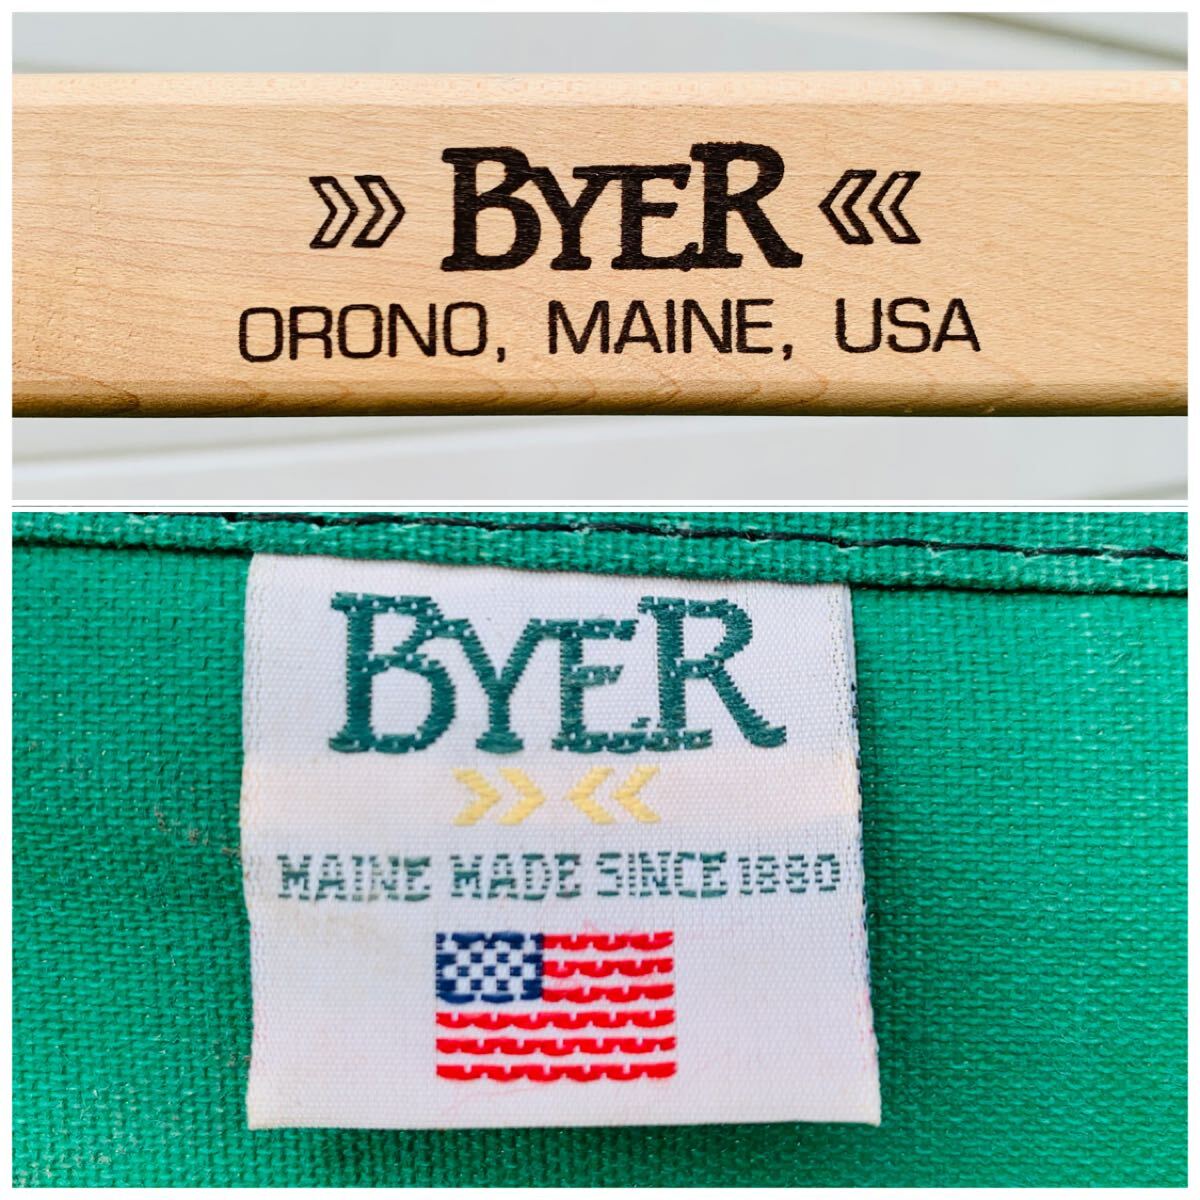 BYER
ORONO, MAINE, USA
BYER
MAINE MADE SINCE 1880